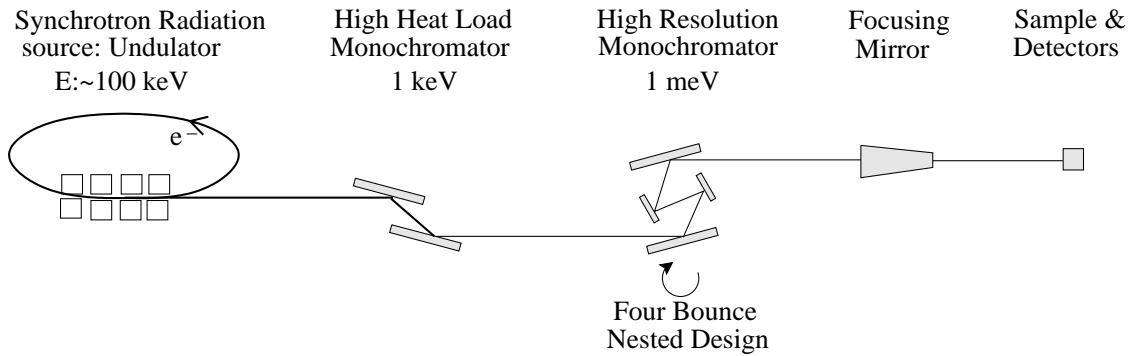 Synchrotron Radiation
source: Undulator
E:~100 keV
High Heat Load
Monochromator
1 keV
High Resolution
Monochromator
1 meV
Focusing
Mirror
Sample &
Detectors
e−
Four Bounce
Nested Design